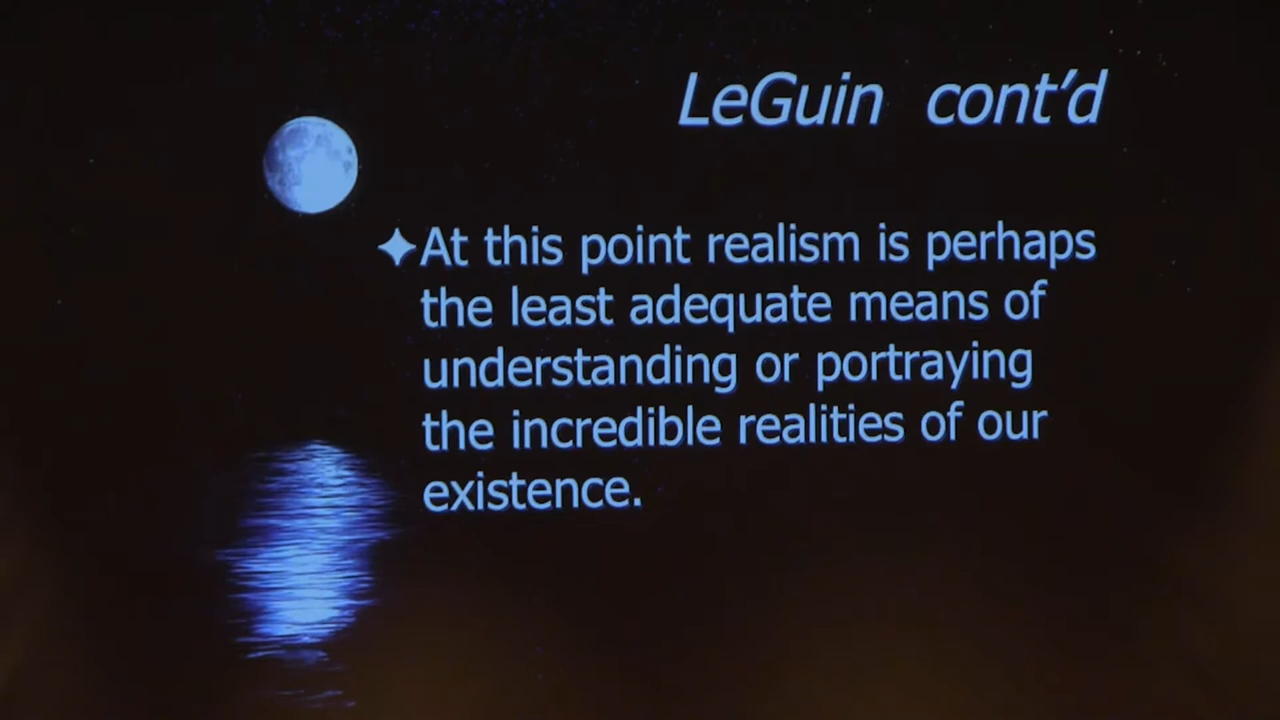 LeGuin cont'd
At this point realism is perhaps
the least adequate means of
understanding or portraying
the incredible realities of our
existence.